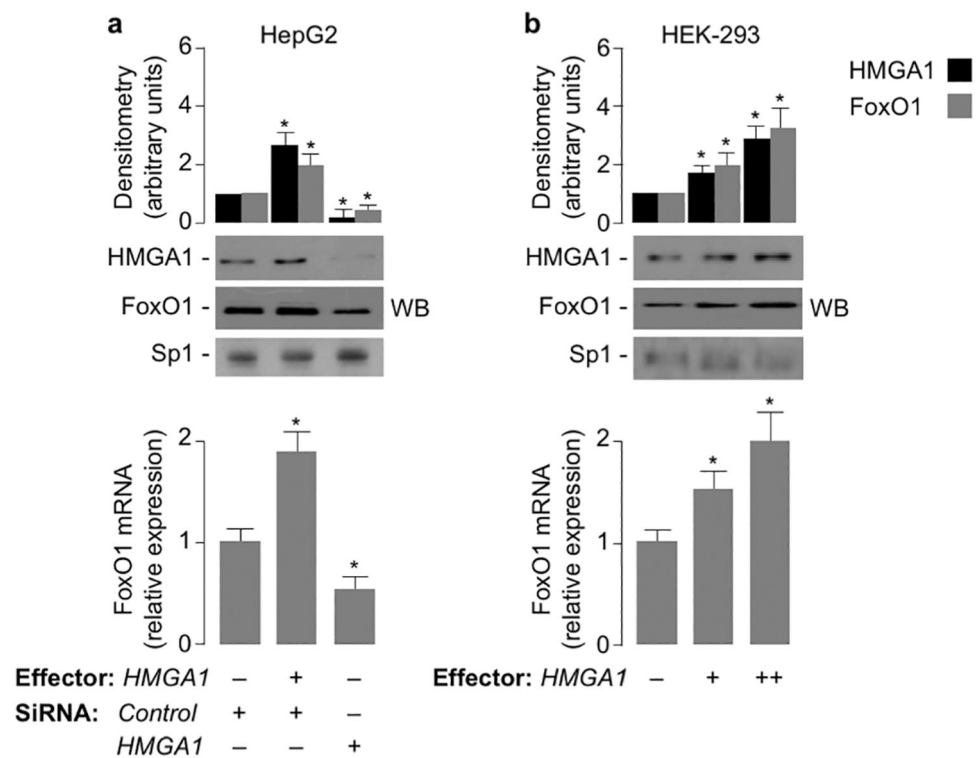 a
HepG2
Densitometry
(arbitrary units)
6
4
2
0
* * * *
HMGA1 -
FoxO1 - WB
Sp1 -
FoxO1 mRNA
(relative expression)
2
1
0
* *
Effector: HMGA1 – + –
SiRNA: Control + + –
HMGA1 – – +
b
HEK-293
HMGA1
FoxO1
Densitometry
(arbitrary units)
6
4
2
0
* * * *
HMGA1 -
FoxO1 - WB
Sp1 -
FoxO1 mRNA
(relative expression)
2
1
0
* *
Effector: HMGA1 – + ++